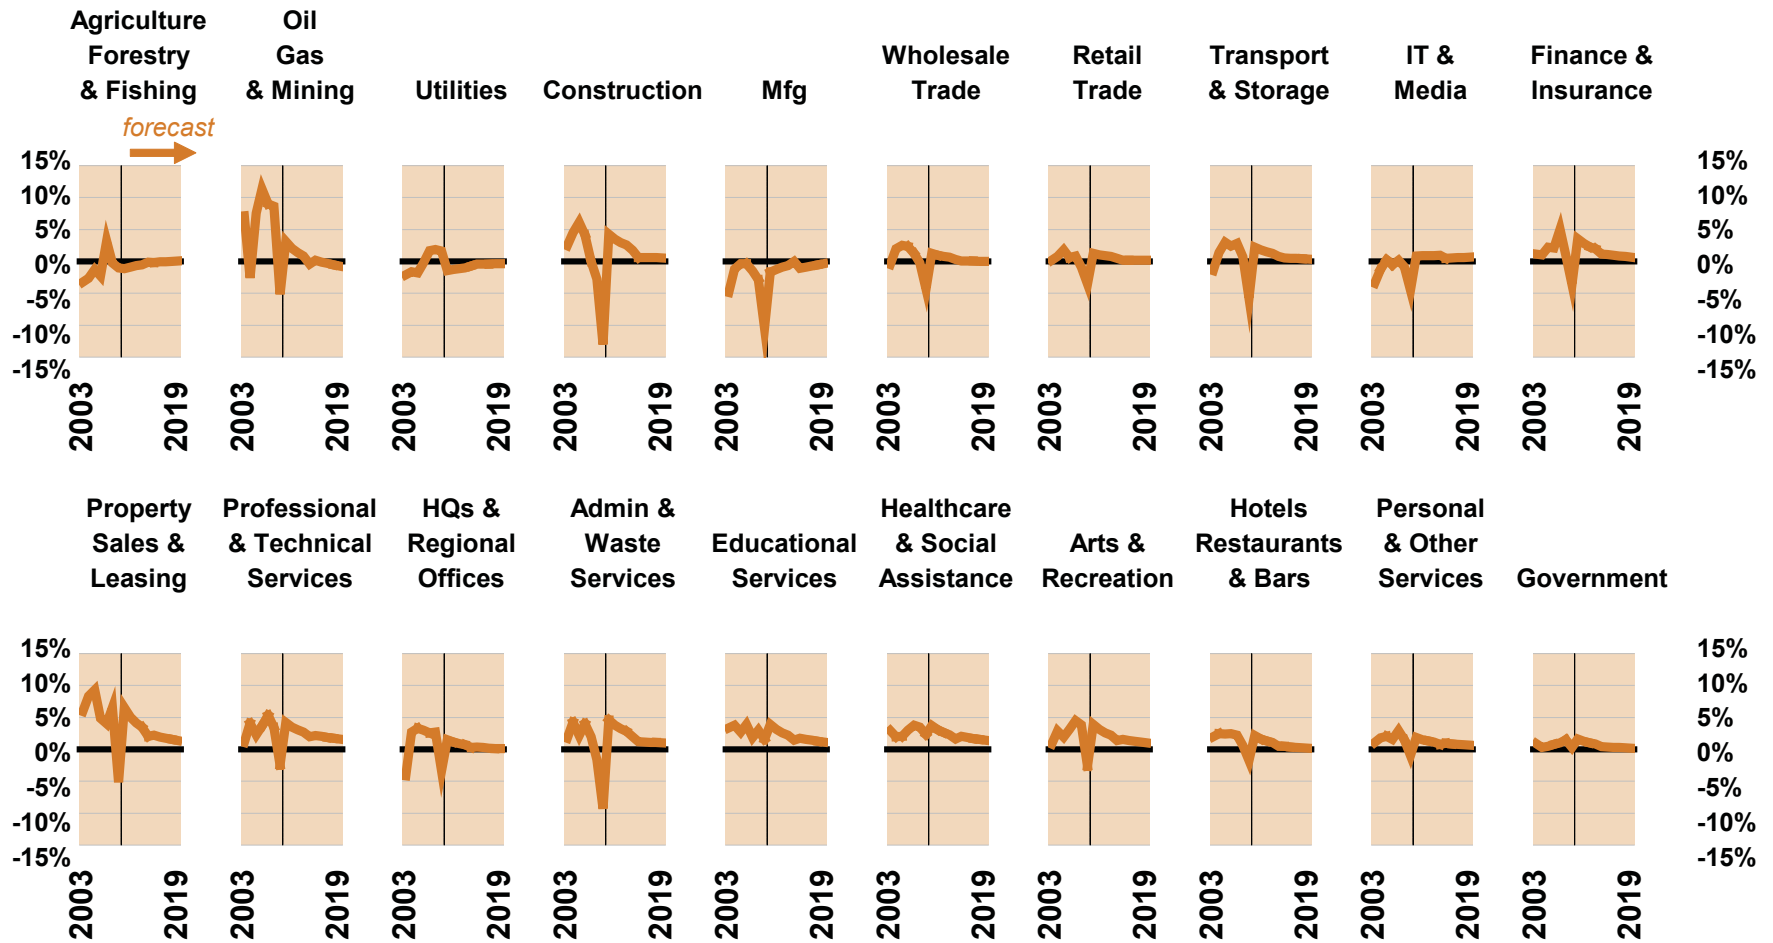 Agriculture
Forestry
& Fishing
Oil
Gas
& Mining
Utilities
Construction
Mfg
Wholesale
Trade
Retail
Trade
Transport
& Storage
IT &
Media
Finance &
Insurance
forecast
15%
10%
5%
0%
-5%
-10%
-15%
15%
10%
5%
0%
-5%
-10%
-15%
2003
2019
2003
2019
2003
2019
2003
2019
2003
2019
2003
2019
2003
2019
2003
2019
2003
2019
2003
2019
Property
Sales &
Leasing
Professional
& Technical
Services
HQs &
Regional
Offices
Admin &
Waste
Services
Educational
Services
Healthcare
& Social
Assistance
Arts &
Recreation
Hotels
Restaurants
& Bars
Personal
& Other
Services
Government
15%
10%
5%
0%
-5%
-10%
-15%
15%
10%
5%
0%
-5%
-10%
-15%
2003
2019
2003
2019
2003
2019
2003
2019
2003
2019
2003
2019
2003
2019
2003
2019
2003
2019
2003
2019